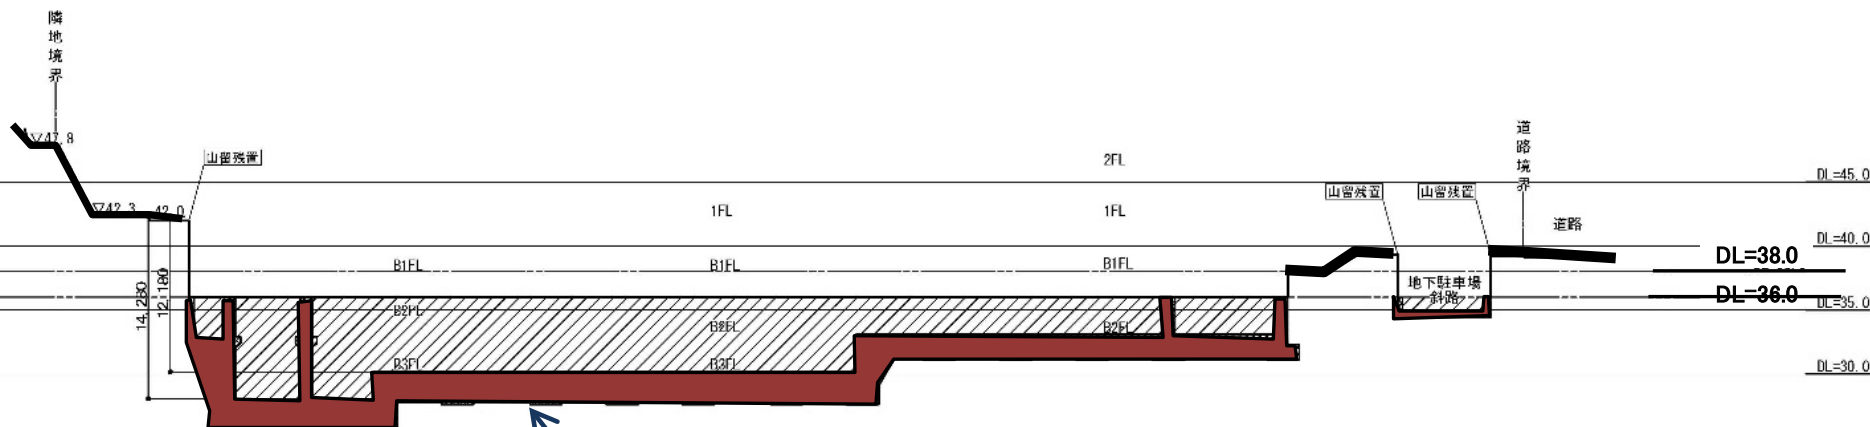 隣地境界
▽47.8
山留残置
2FL
道路境界
DL=45.0
山留残置
山留残置
▽42.3
42.0
1FL
1FL
道路
DL=40.0
B1FL
B1FL
B1FL
DL=38.0
地下駐車場
斜路
DL=36.0
DL=35.0
14,280
12,180
B2FL
B2FL
B2FL
B3FL
B3FL
DL=30.0